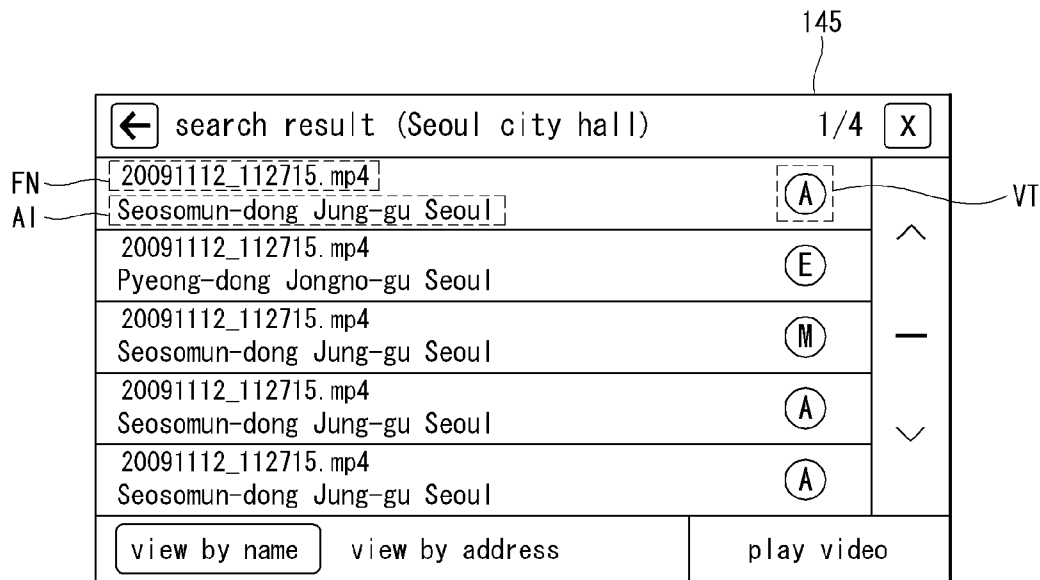 145
← search result (Seoul city hall) 1/4 X
FN 20091112_112715.mp4
AI Seosomun-dong Jung-gu Seoul A VT
20091112_112715.mp4
Pyeong-dong Jongno-gu Seoul E
20091112_112715.mp4
Seosomun-dong Jung-gu Seoul M
20091112_112715.mp4
Seosomun-dong Jung-gu Seoul A
20091112_112715.mp4
Seosomun-dong Jung-gu Seoul A
view by name view by address play video